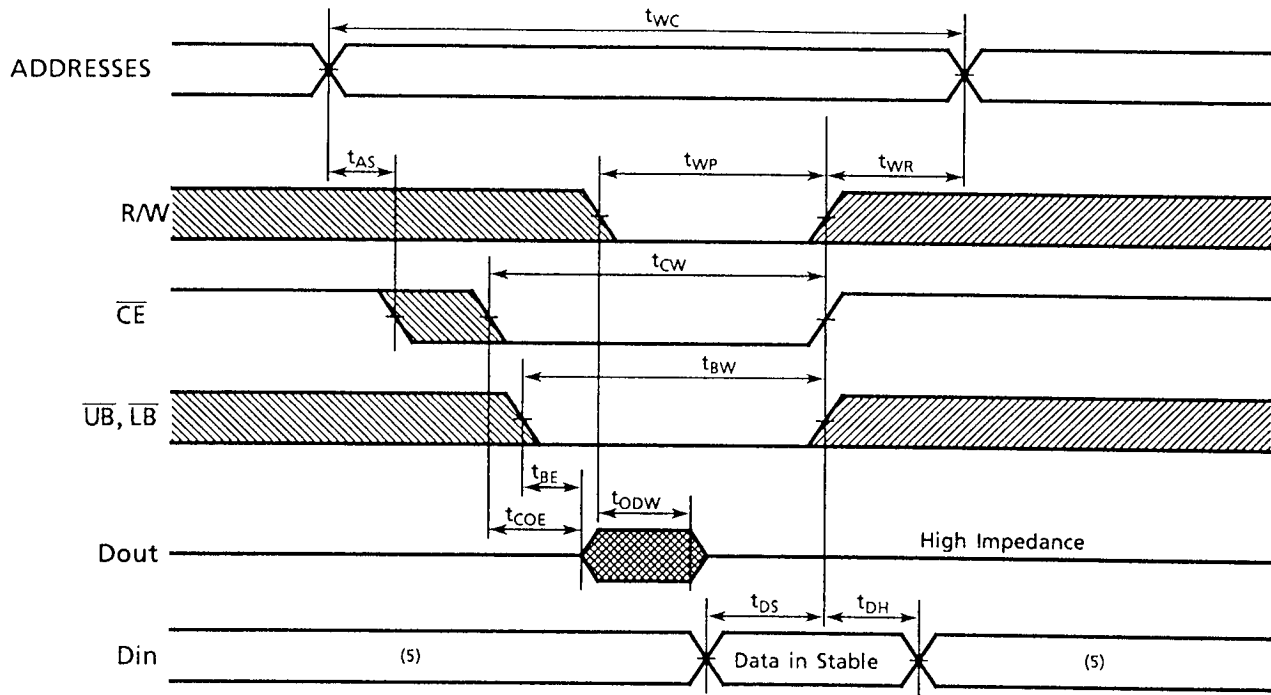 tWC
ADDRESSES
tAS
tWP
tWR
R/W
tCW
CE
tBW
UB, LB
tBE
tCOE
tODW
Dout
High Impedance
tDS
tDH
Din
(5)
Data in Stable
(5)